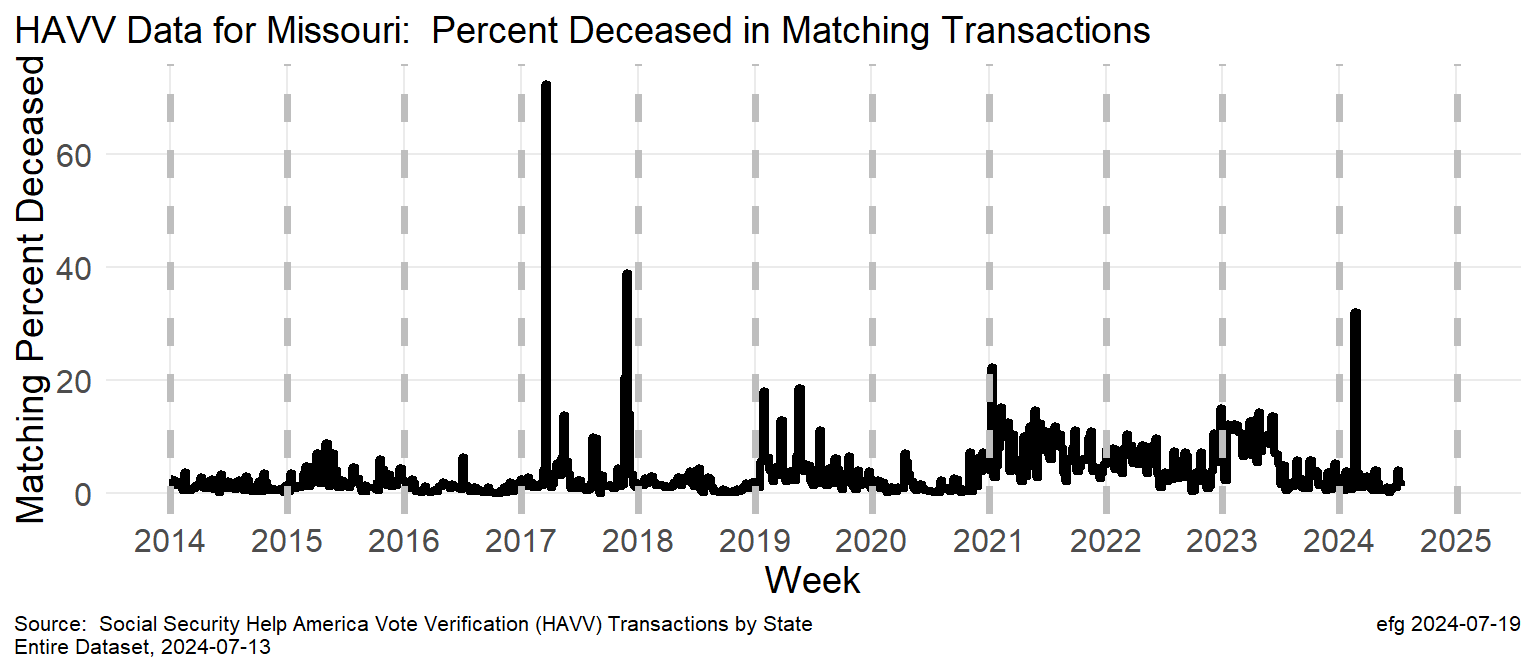 HAVV Data for Missouri:  Percent Deceased in Matching Transactions
Matching Percent Deceased
60
40
20
0
2014 2015 2016 2017 2018 2019 2020 2021 2022 2023 2024 2025
Week
Source:  Social Security Help America Vote Verification (HAVV) Transactions by State
efg 2024-07-19
Entire Dataset, 2024-07-13